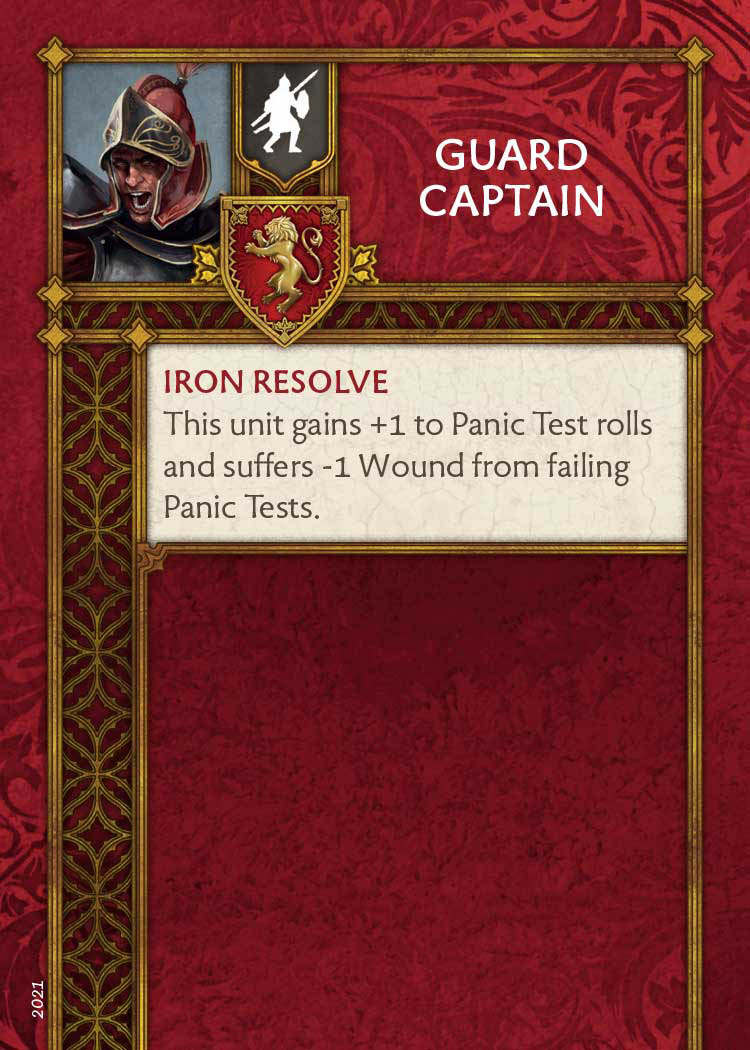 GUARD
CAPTAIN
IRON RESOLVE
This unit gains +1 to Panic Test rolls
and suffers -1 Wound from failing
Panic Tests.
2021